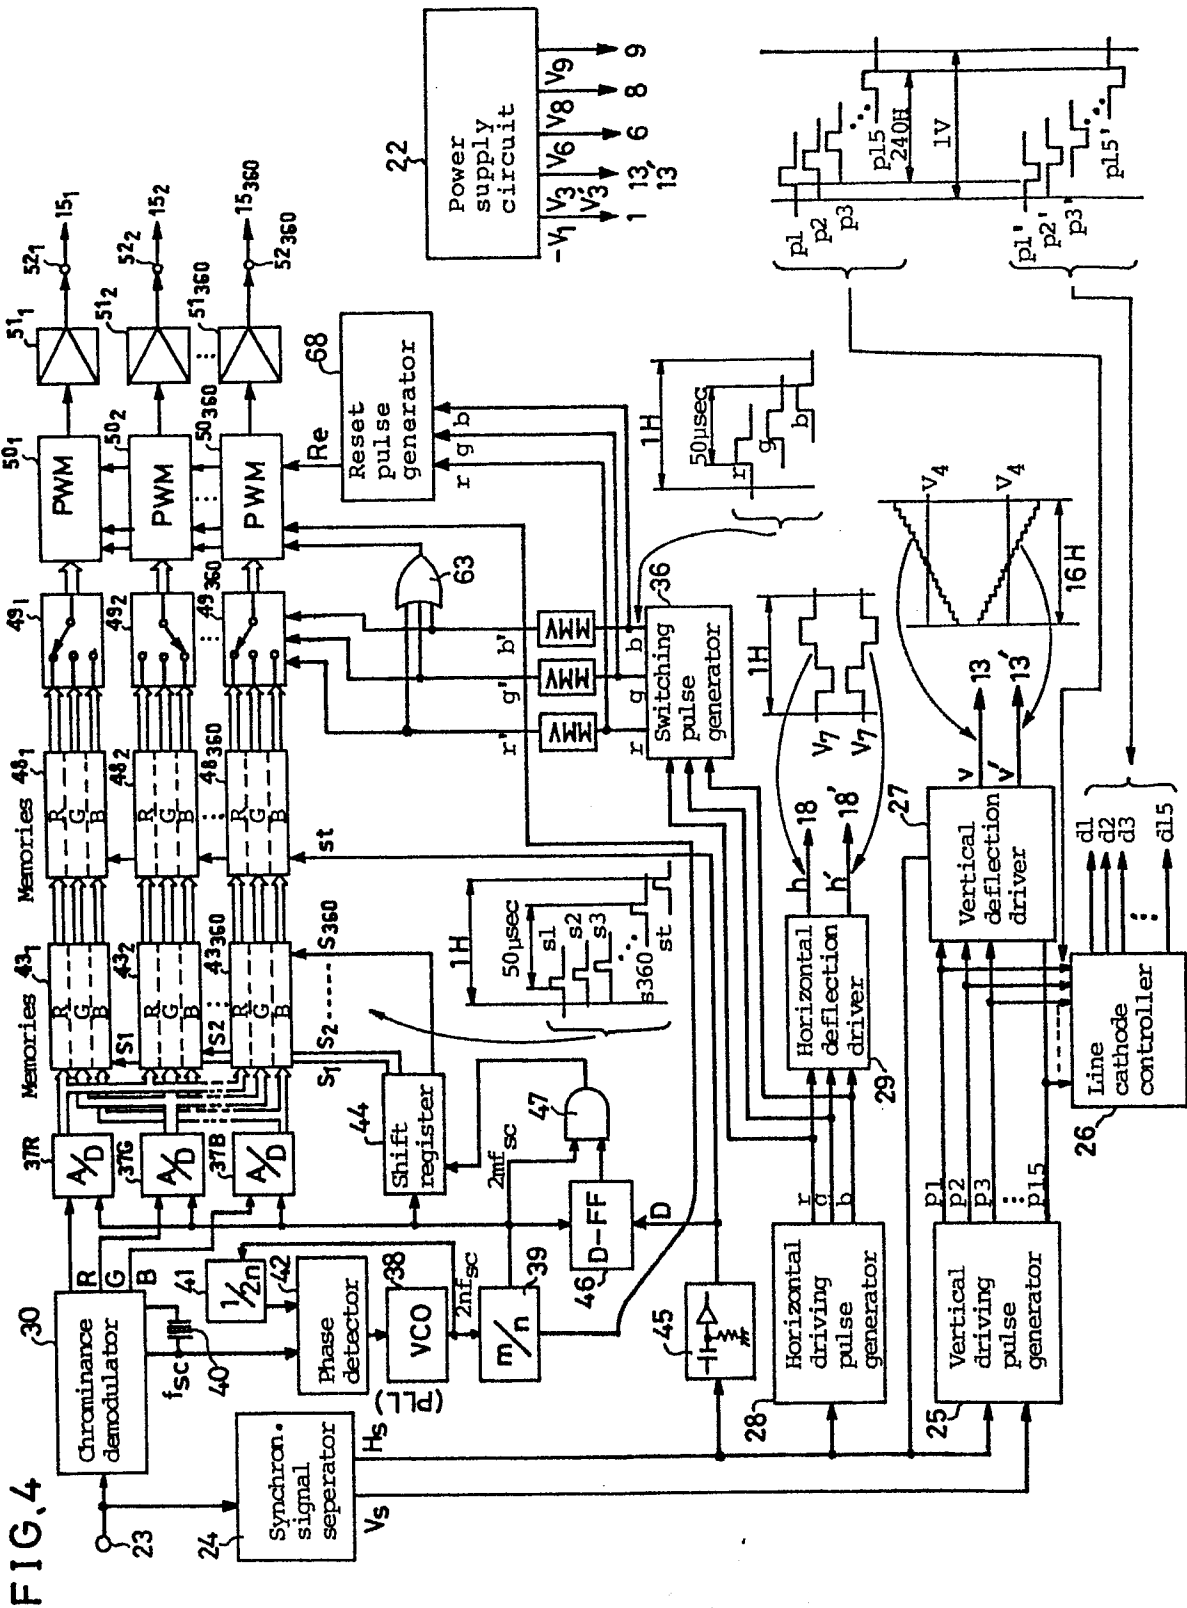 FIG. 4
23
30
Chrominance
demodulator
R
G
B
fsc
40
24
Synchron.
signal
seperator
Hs
Vs
41
1/2n
42
Phase
detector
38
VCO
(PLL)
2nfsc
39
m/n
37R
A/D
37G
A/D
37B
A/D
44
Shift
register
2mfsc
47
46
D-FF
D
45
Memories 43₁
R
G
B
S1
43₂
R
G
B
S2
43₃₆₀
R
G
B
S₁ S₂ ------ S₃₆₀
Memories 48₁
R
G
B
48₂
R
G
B
48₃₆₀
R
G
B
st
49₁
49₂
49₃₆₀
50₁
PWM
50₂
PWM
50₃₆₀
PWM
51₁
51₂
51₃₆₀
52₁
15₁
52₂
15₂
52₃₆₀
15₃₆₀
63
Re
68
Reset
pulse
generator
r g b
r' g' b'
MMV
MMV
MMV
r g b
36
Switching
pulse
generator
1H
50μsec
s1
s2
s3
s360
st
1H
50μsec
r
g
b
22
Power
supply
circuit
-V₁
V₃
V₃'
V₆
V₈
V₉
1
13,
13'
6
8
9
28
Horizontal
driving
pulse
generator
r
g
b
29
Horizontal
deflection
driver
h
18
h'
18'
1H
V₇
V₇
25
Vertical
driving
pulse
generator
p1
p2
p3
p15
26
Line
cathode
controller
d1
d2
d3
d15
27
Vertical
deflection
driver
v
13
v'
13'
V₄
V₄
16H
p1
p2
p3
p15
240H
1V
p1'
p2'
p3'
p15'